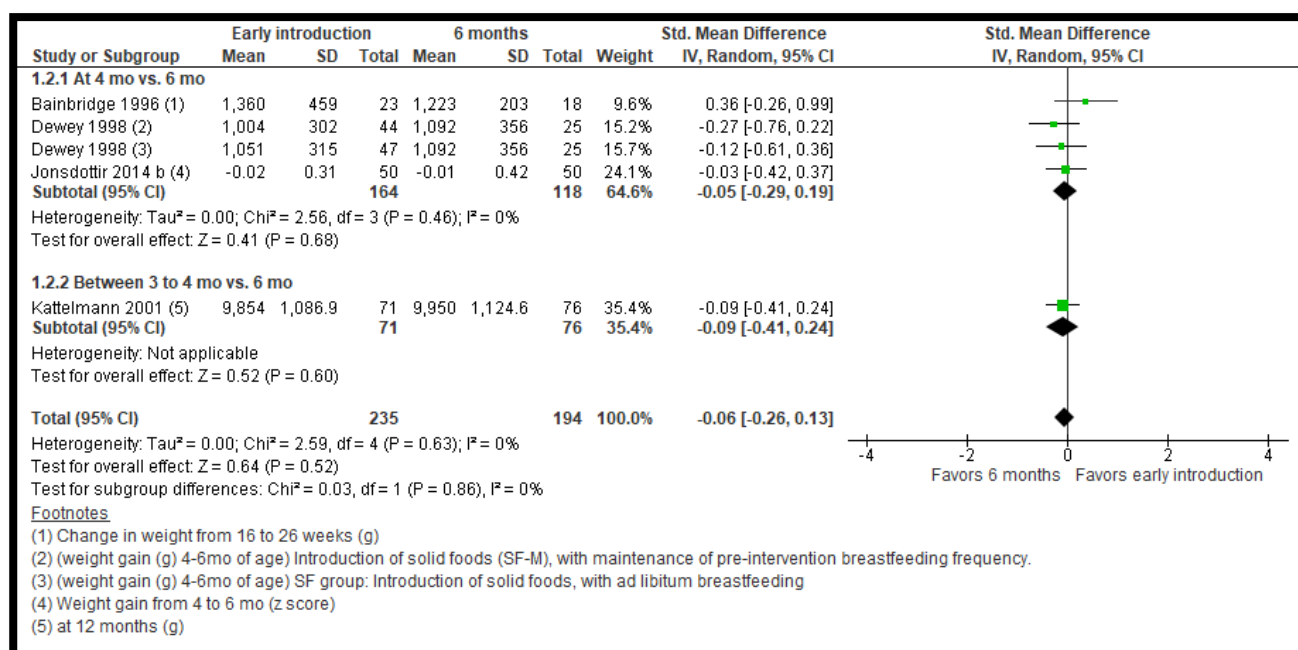 Early introduction 6 months Std. Mean Difference Std. Mean Difference
Study or Subgroup Mean SD Total Mean SD Total Weight IV, Random, 95% CI IV, Random, 95% CI
1.2.1 At 4 mo vs. 6 mo
Bainbridge 1996 (1) 1,360 459 23 1,223 203 18 9.6% 0.36 [-0.26, 0.99]
Dewey 1998 (2) 1,004 302 44 1,092 356 25 15.2% -0.27 [-0.76, 0.22]
Dewey 1998 (3) 1,051 315 47 1,092 356 25 15.7% -0.12 [-0.61, 0.36]
Jonsdottir 2014 b (4) -0.02 0.31 50 -0.01 0.42 50 24.1% -0.03 [-0.42, 0.37]
Subtotal (95% CI) 164 118 64.6% -0.05 [-0.29, 0.19]
Heterogeneity: Tau² = 0.00; Chi² = 2.56, df = 3 (P = 0.46); I² = 0%
Test for overall effect: Z = 0.41 (P = 0.68)
1.2.2 Between 3 to 4 mo vs. 6 mo
Kattelmann 2001 (5) 9,854 1,086.9 71 9,950 1,124.6 76 35.4% -0.09 [-0.41, 0.24]
Subtotal (95% CI) 71 76 35.4% -0.09 [-0.41, 0.24]
Heterogeneity: Not applicable
Test for overall effect: Z = 0.52 (P = 0.60)
Total (95% CI) 235 194 100.0% -0.06 [-0.26, 0.13]
Heterogeneity: Tau² = 0.00; Chi² = 2.59, df = 4 (P = 0.63); I² = 0%
Test for overall effect: Z = 0.64 (P = 0.52)
Test for subgroup differences: Chi² = 0.03, df = 1 (P = 0.86), I² = 0%
-4 -2 0 2 4
Favors 6 months Favors early introduction
Footnotes
(1) Change in weight from 16 to 26 weeks (g)
(2) (weight gain (g) 4-6mo of age) Introduction of solid foods (SF-M), with maintenance of pre-intervention breastfeeding frequency.
(3) (weight gain (g) 4-6mo of age) SF group: Introduction of solid foods, with ad libitum breastfeeding
(4) Weight gain from 4 to 6 mo (z score)
(5) at 12 months (g)